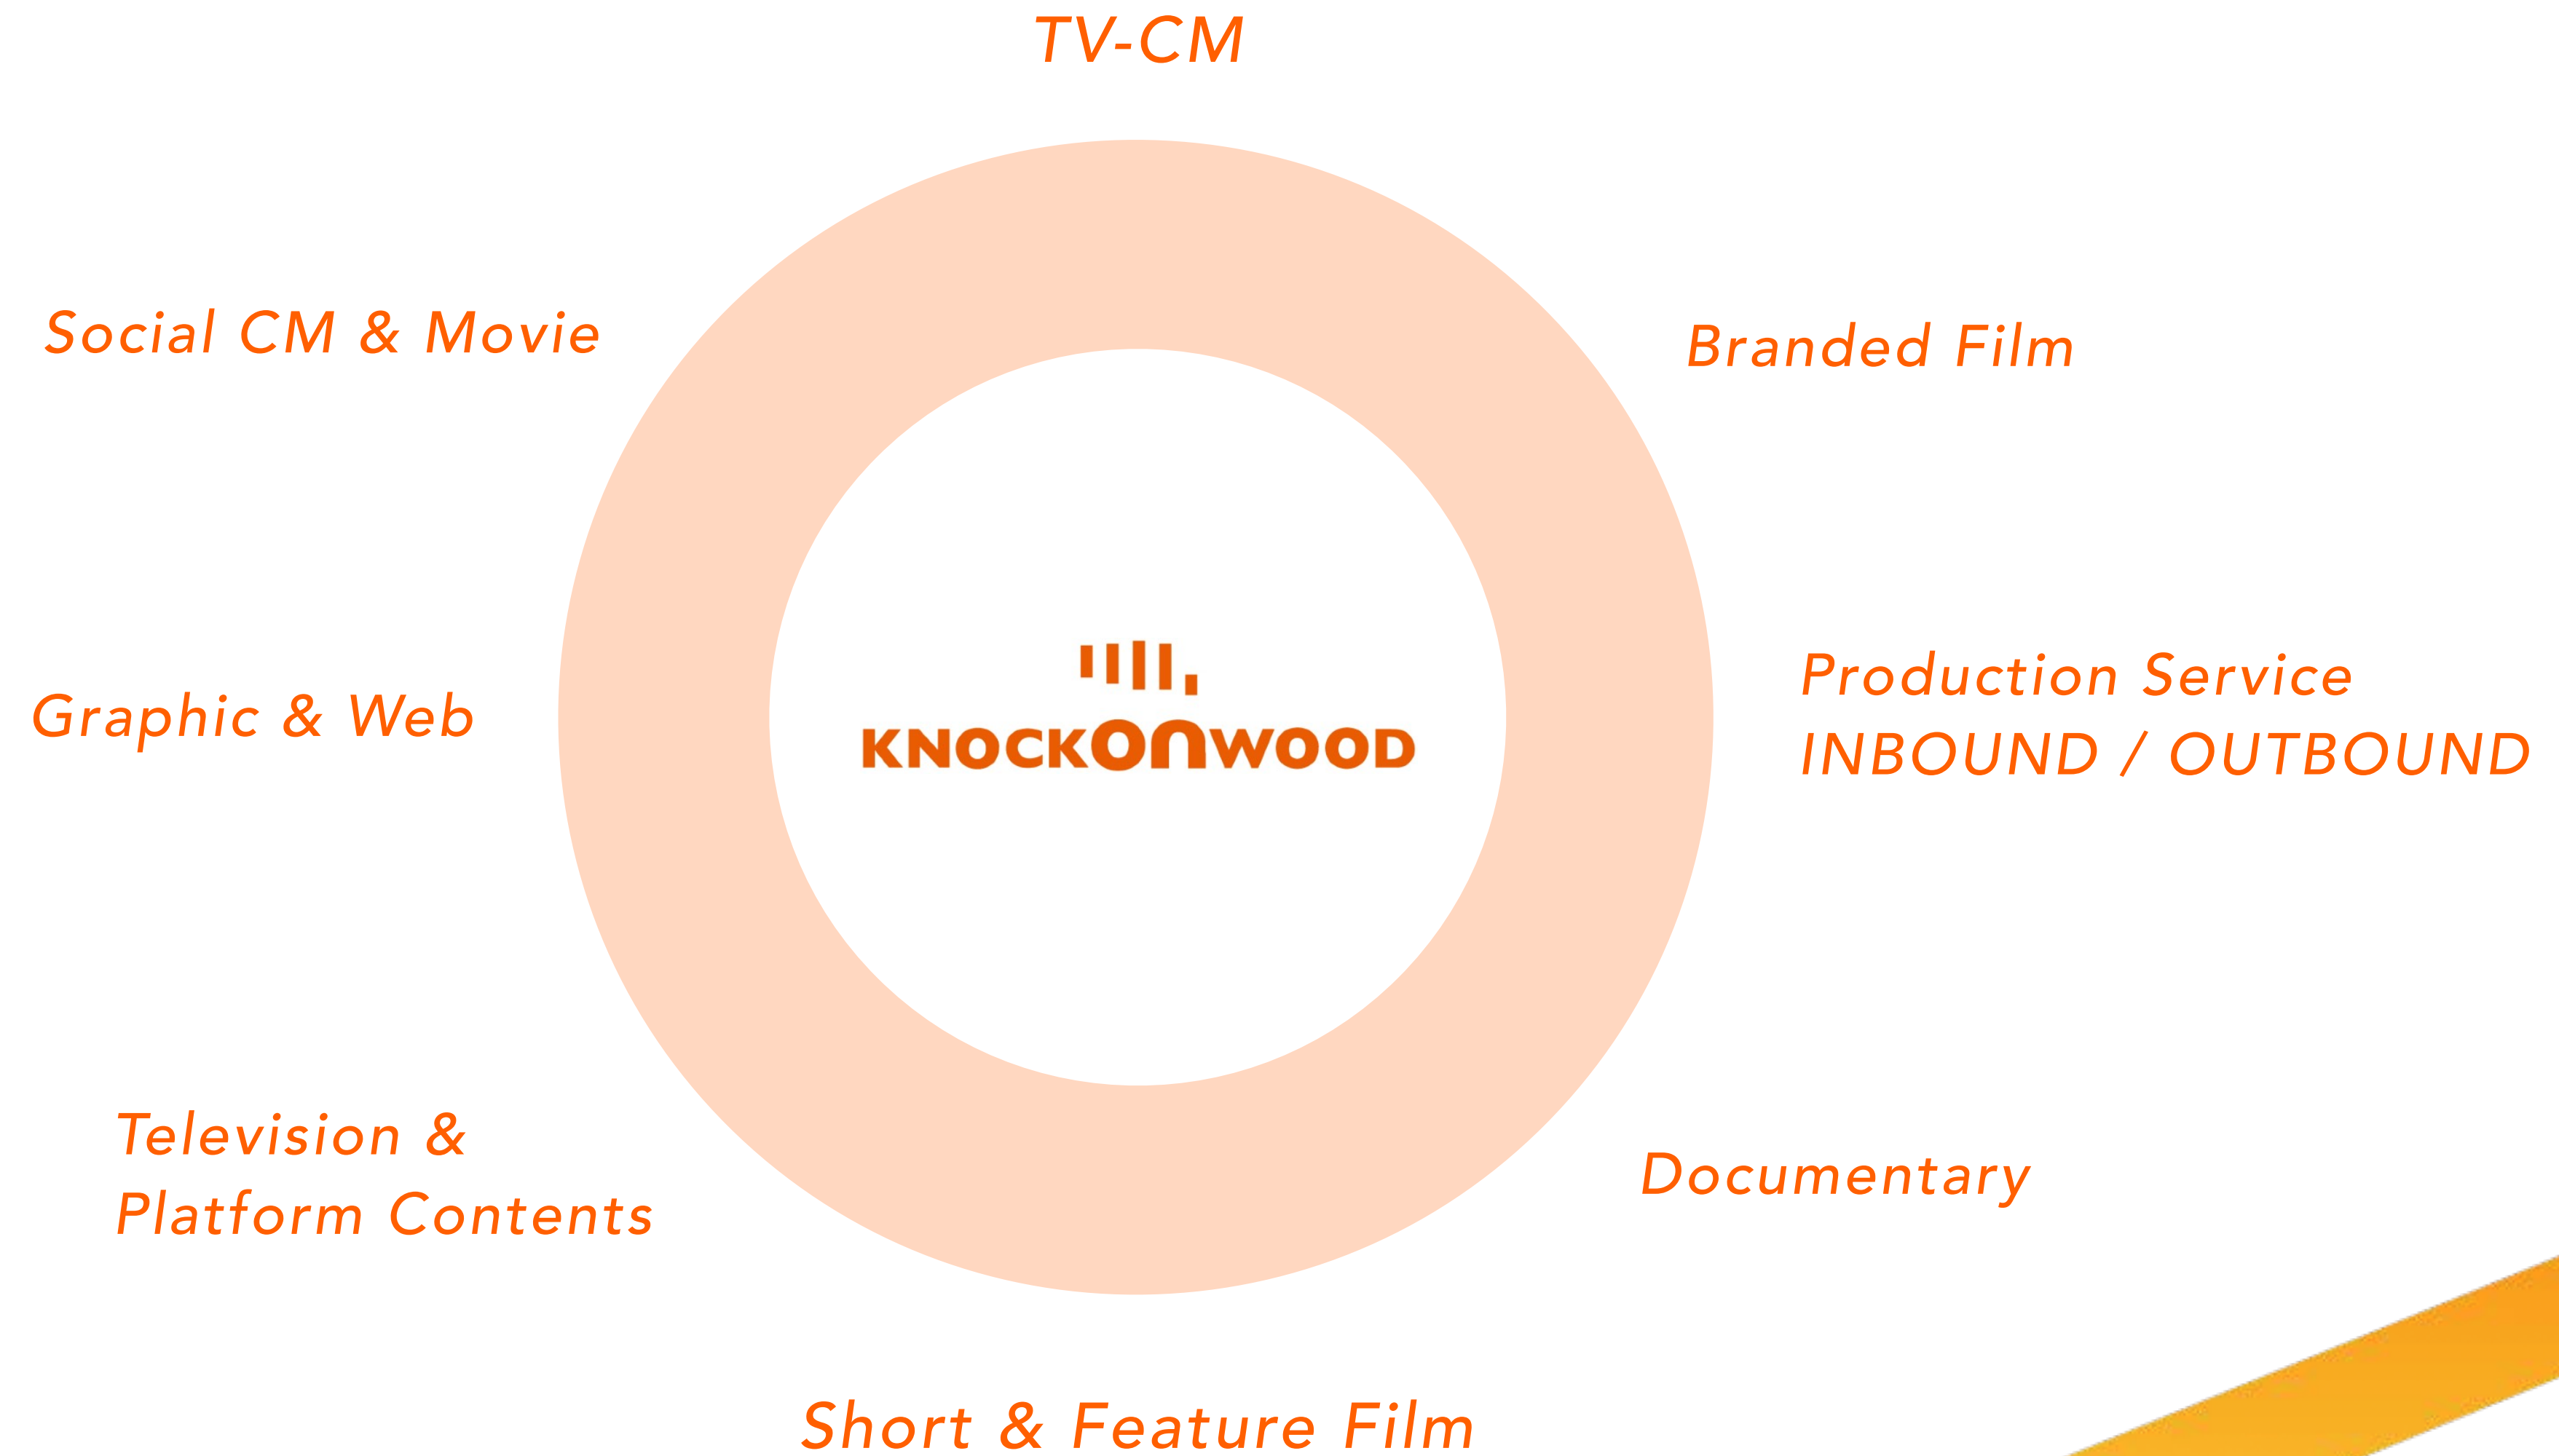 TV-CM
Social CM & Movie
Branded Film
Graphic & Web
KNOCKONWOOD
Production Service
INBOUND / OUTBOUND
Television &
Platform Contents
Documentary
Short & Feature Film